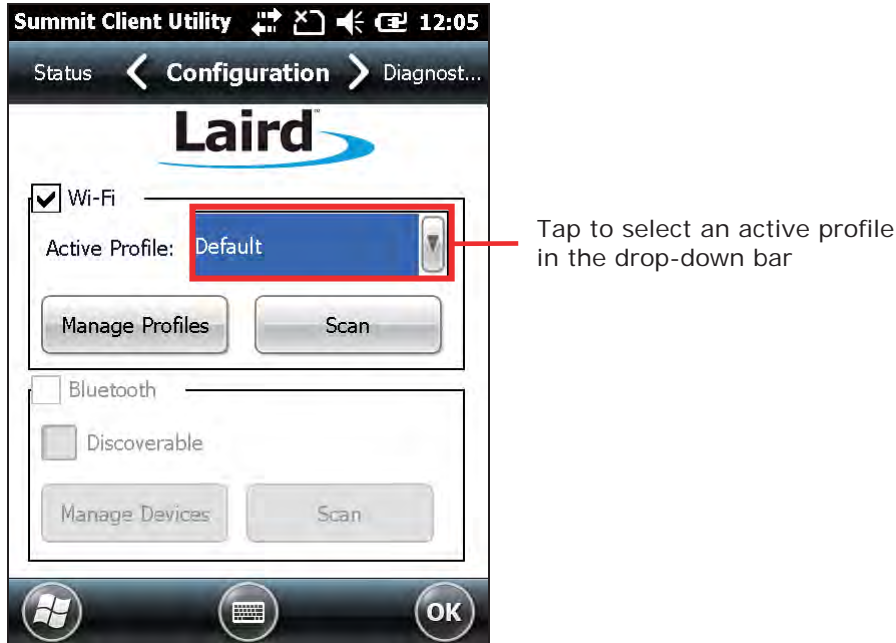 Summit Client Utility 12:05
Status Configuration Diagnost...
Laird™
Wi-Fi
Active Profile: Default
Tap to select an active profile
in the drop-down bar
Manage Profiles Scan
Bluetooth
Discoverable
Manage Devices Scan
OK